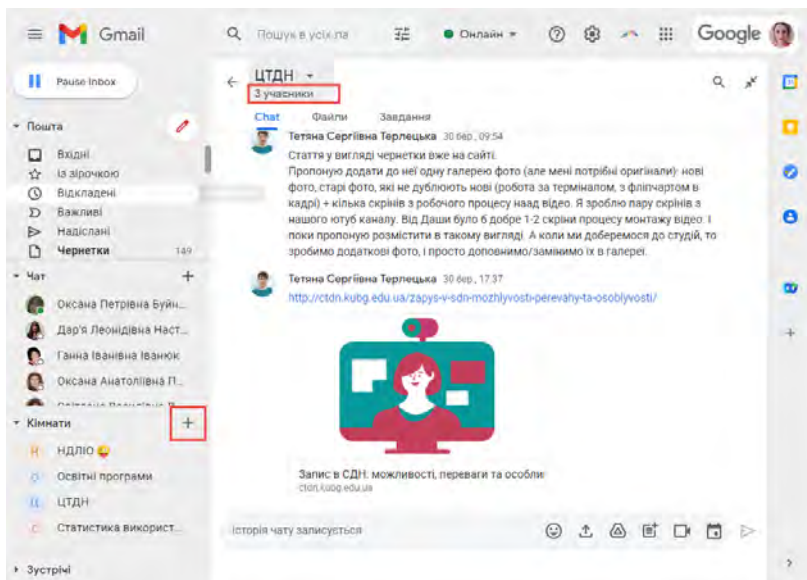 Gmail
Пошук в усіх па
Онлайн
Google
Pause Inbox
Пошта
Вхідні
Із зірочкою
Відкладені
Важливі
Надіслані
Чернетки 149
Чат
Оксана Петрівна Буйн...
Дар'я Леонідівна Наст...
Ганна Іванівна Іванюк
Оксана Анатоліївна П...
Кімнати
НДЛІО
Освітні програми
ЦТДН
Статистика використ...
Зустрічі
ЦТДН
3 учасники
Chat Файли Завдання
Тетяна Сергіївна Терлецька 30 бер., 09:54
Стаття у вигляді чернетки вже на сайті.
Пропоную додати до неї одну галерею фото (але мені потрібні оригінали): нові
фото, старі фото, які не дублюють нові (робота за терміналом, з фліпчартом в
кадрі) + кілька скрінів з робочого процесу наад відео. Я зроблю пару скрінів з
нашого ютуб каналу. Від Даши було б добре 1-2 скріни процесу монтажу відео. І
поки пропоную розмістити в такому вигляді. А коли ми доберемося до студій, то
зробимо додаткові фото, і просто доповнимо/замінимо їх в галереї.
Тетяна Сергіївна Терлецька 30 бер., 17:37
http://ctdn.kubg.edu.ua/zapys-v-sdn-mozhlyvosti-perevahy-ta-osoblyvosti/
Запис в СДН: можливості, переваги та особли
ctdn.kubg.edu.ua
Історія чату записується